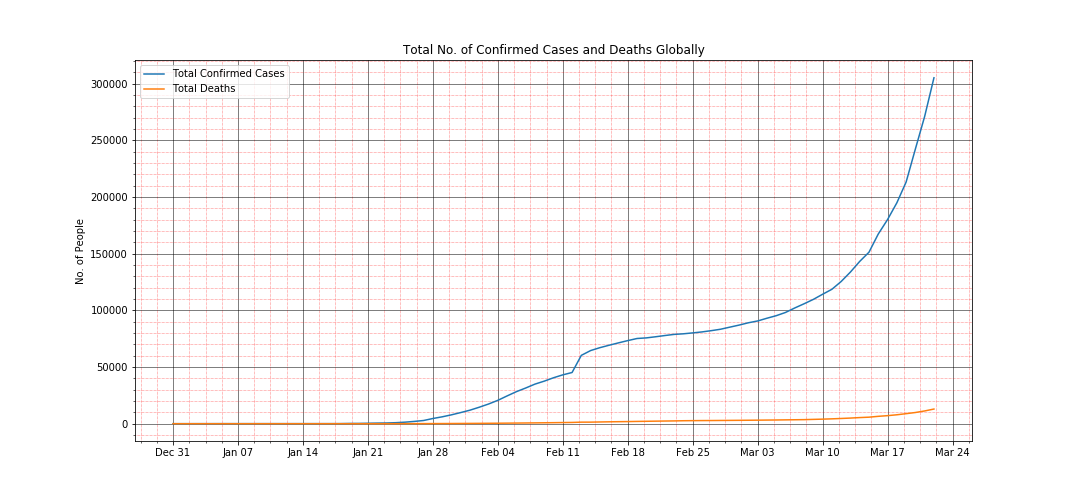 Total No. of Confirmed Cases and Deaths Globally
Total Confirmed Cases
Total Deaths
300000
250000
200000
150000
100000
50000
0
No. of People
Dec 31 Jan 07 Jan 14 Jan 21 Jan 28 Feb 04 Feb 11 Feb 18 Feb 25 Mar 03 Mar 10 Mar 17 Mar 24